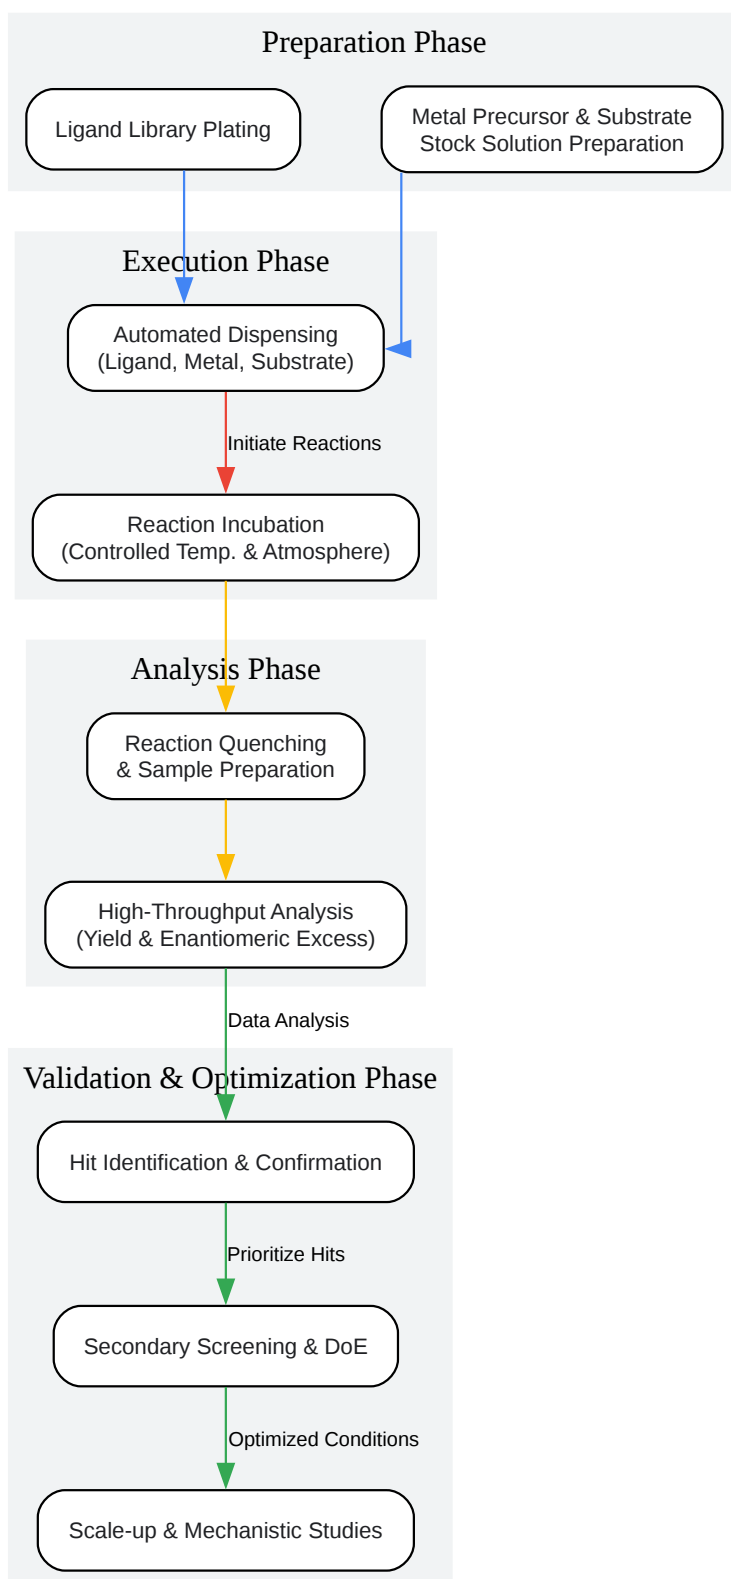 Preparation Phase
Ligand Library Plating
Metal Precursor & Substrate
Stock Solution Preparation
Execution Phase
Automated Dispensing
(Ligand, Metal, Substrate)
Initiate Reactions
Reaction Incubation
(Controlled Temp. & Atmosphere)
Analysis Phase
Reaction Quenching
& Sample Preparation
High-Throughput Analysis
(Yield & Enantiomeric Excess)
Data Analysis
Validation & Optimization Phase
Hit Identification & Confirmation
Prioritize Hits
Secondary Screening & DoE
Optimized Conditions
Scale-up & Mechanistic Studies